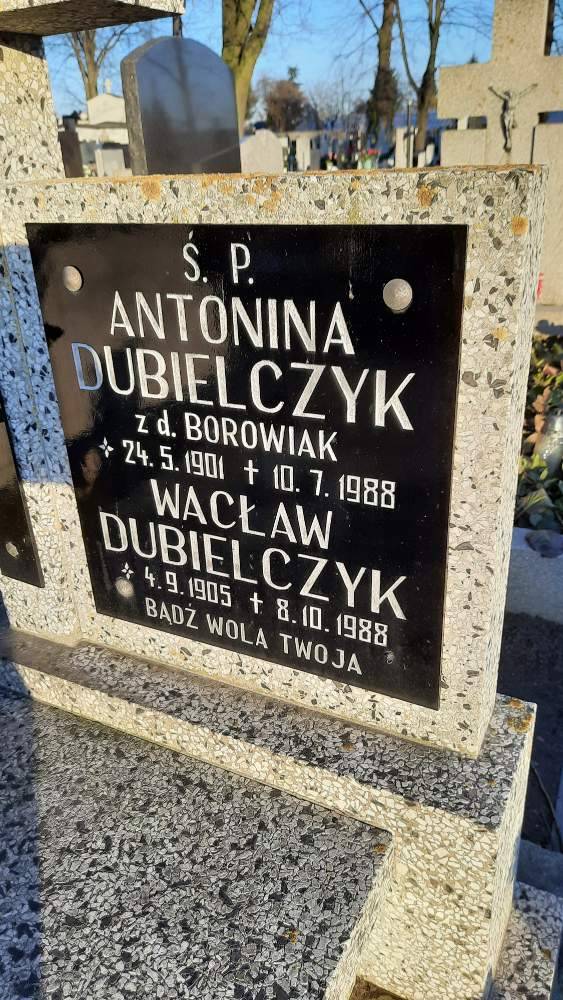 Ś. P.
ANTONINA
DUBIELCZYK
z d. BOROWIAK
24.5.1901 † 10.7.1988
WACŁAW
DUBIELCZYK
4.9.1905 † 8.10.1988
BĄDŹ WOLA TWOJA